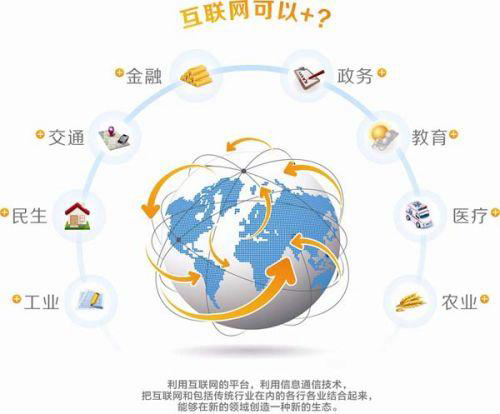 互联网可以+?
+金融
+政务
+交通
+教育
+民生
+医疗
+工业
+农业
利用互联网的平台，利用信息通信技术，
把互联网和包括传统行业在内的各行各业结合起来，
能够在新的领域创造一种新的生态。